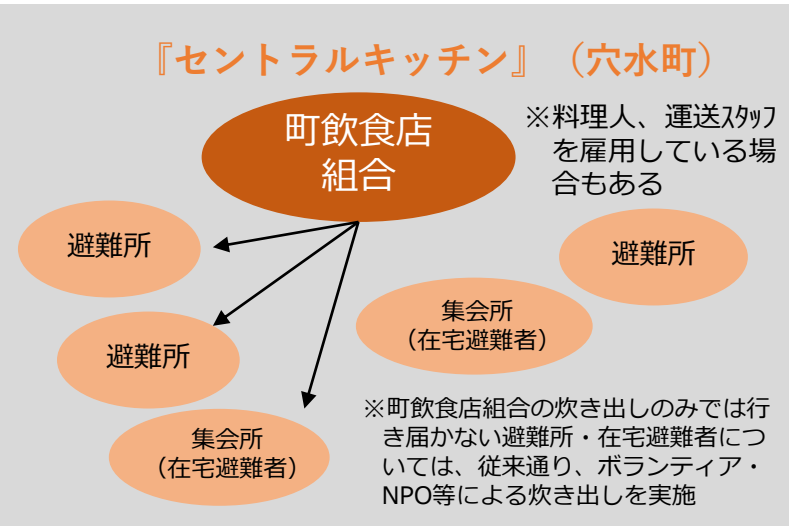 『セントラルキッチン』（穴水町）
町飲食店
組合
※料理人、運送ｽﾀｯﾌ
を雇用している場
合もある
避難所
避難所
集会所
（在宅避難者）
避難所
集会所
（在宅避難者）
※町飲食店組合の炊き出しのみでは行
き届かない避難所・在宅避難者につ
いては、従来通り、ボランティア・
NPO等による炊き出しを実施